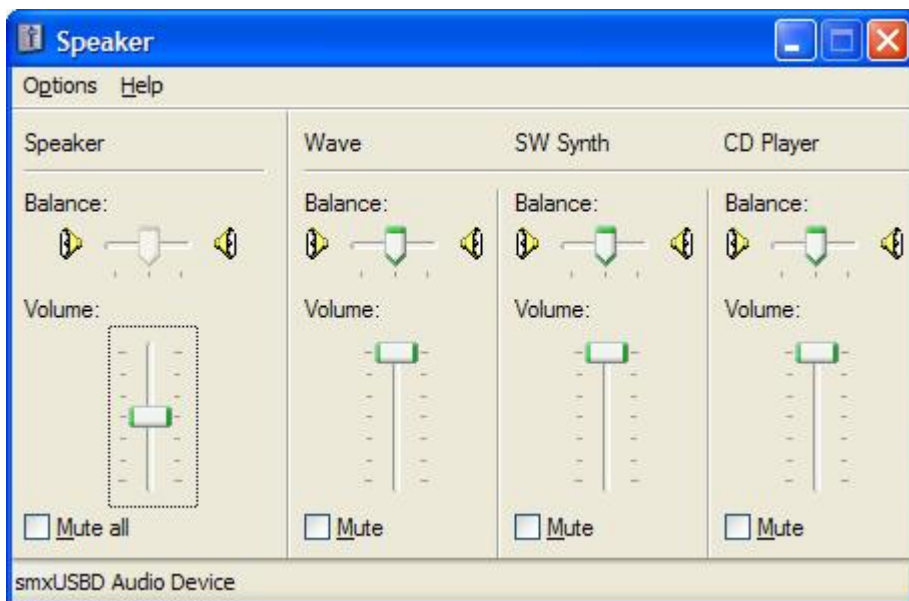 Speaker
Options Help
Speaker Wave SW Synth CD Player
Balance: Balance: Balance: Balance:
Volume: Volume: Volume: Volume:
Mute all Mute Mute Mute
smxUSBD Audio Device